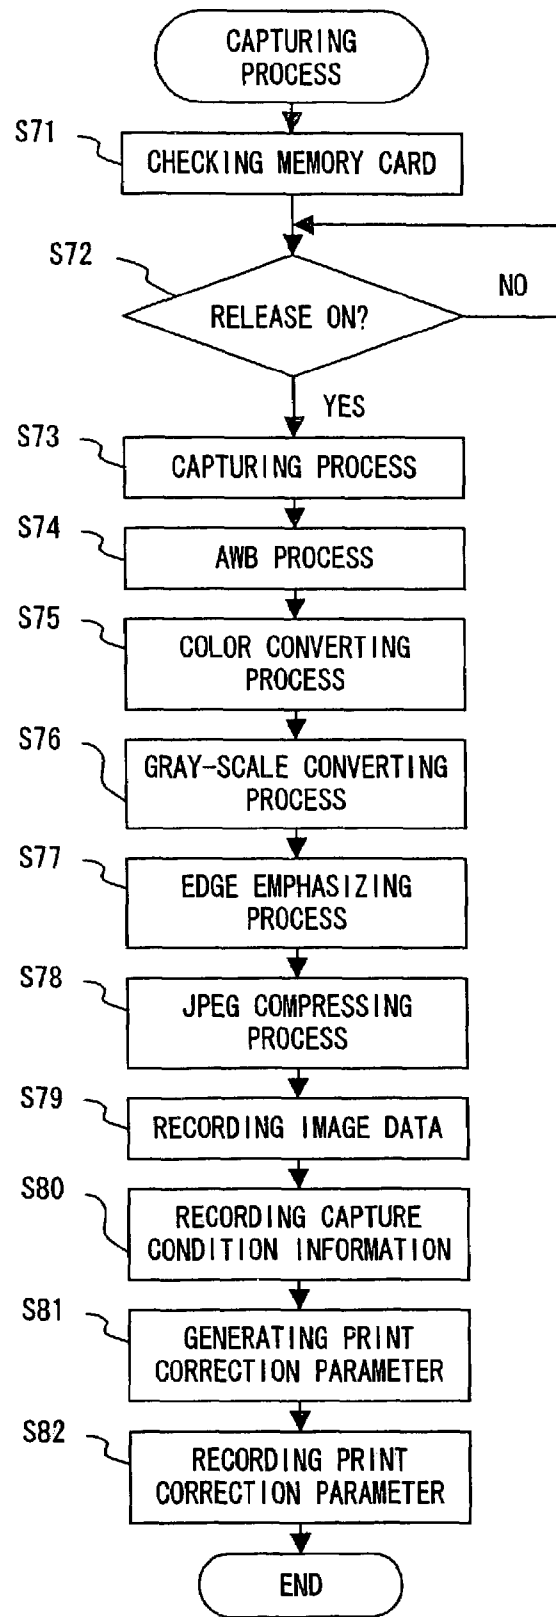 CAPTURING
PROCESS
S71
CHECKING MEMORY CARD
S72
RELEASE ON?
NO
YES
S73
CAPTURING PROCESS
S74
AWB PROCESS
S75
COLOR CONVERTING
PROCESS
S76
GRAY-SCALE CONVERTING
PROCESS
S77
EDGE EMPHASIZING
PROCESS
S78
JPEG COMPRESSING
PROCESS
S79
RECORDING IMAGE DATA
S80
RECORDING CAPTURE
CONDITION INFORMATION
S81
GENERATING PRINT
CORRECTION PARAMETER
S82
RECORDING PRINT
CORRECTION PARAMETER
END